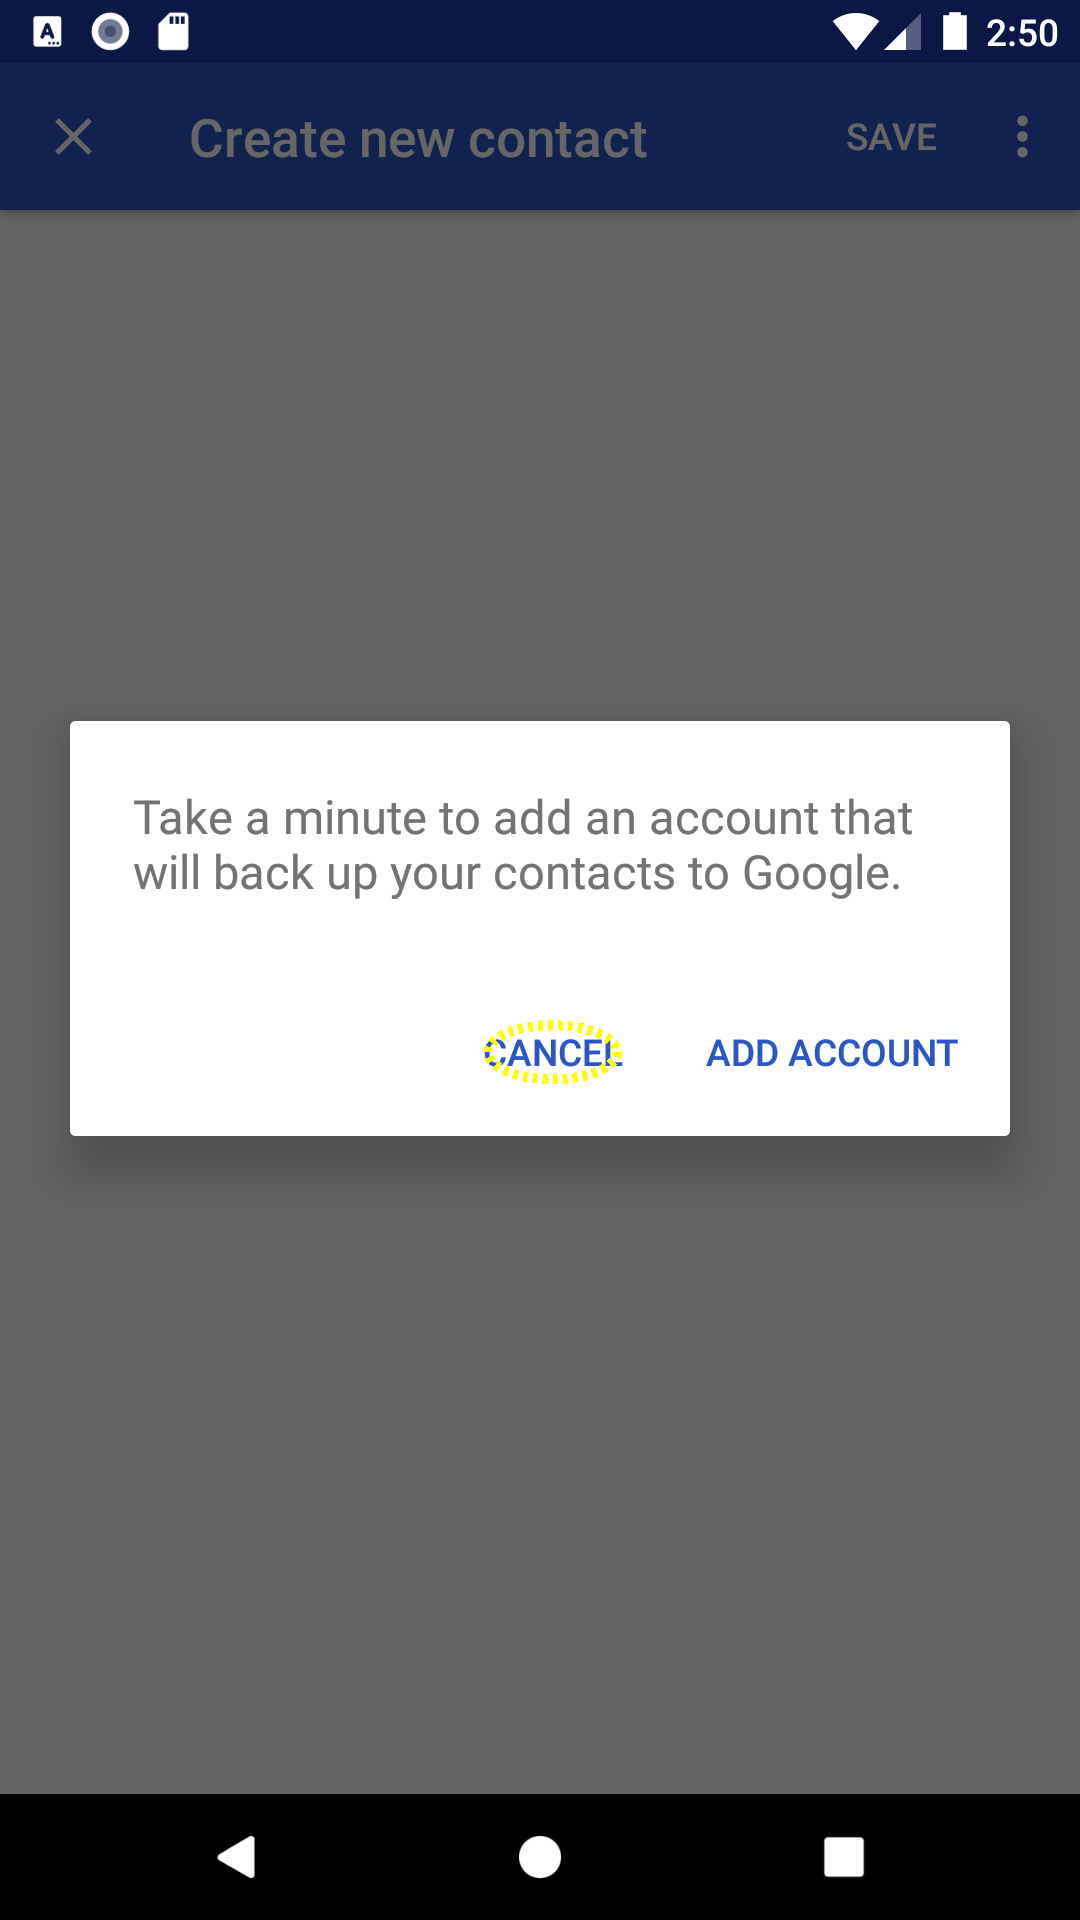 2:50
Create new contact
SAVE
Take a minute to add an account that
will back up your contacts to Google.
CANCEL
ADD ACCOUNT